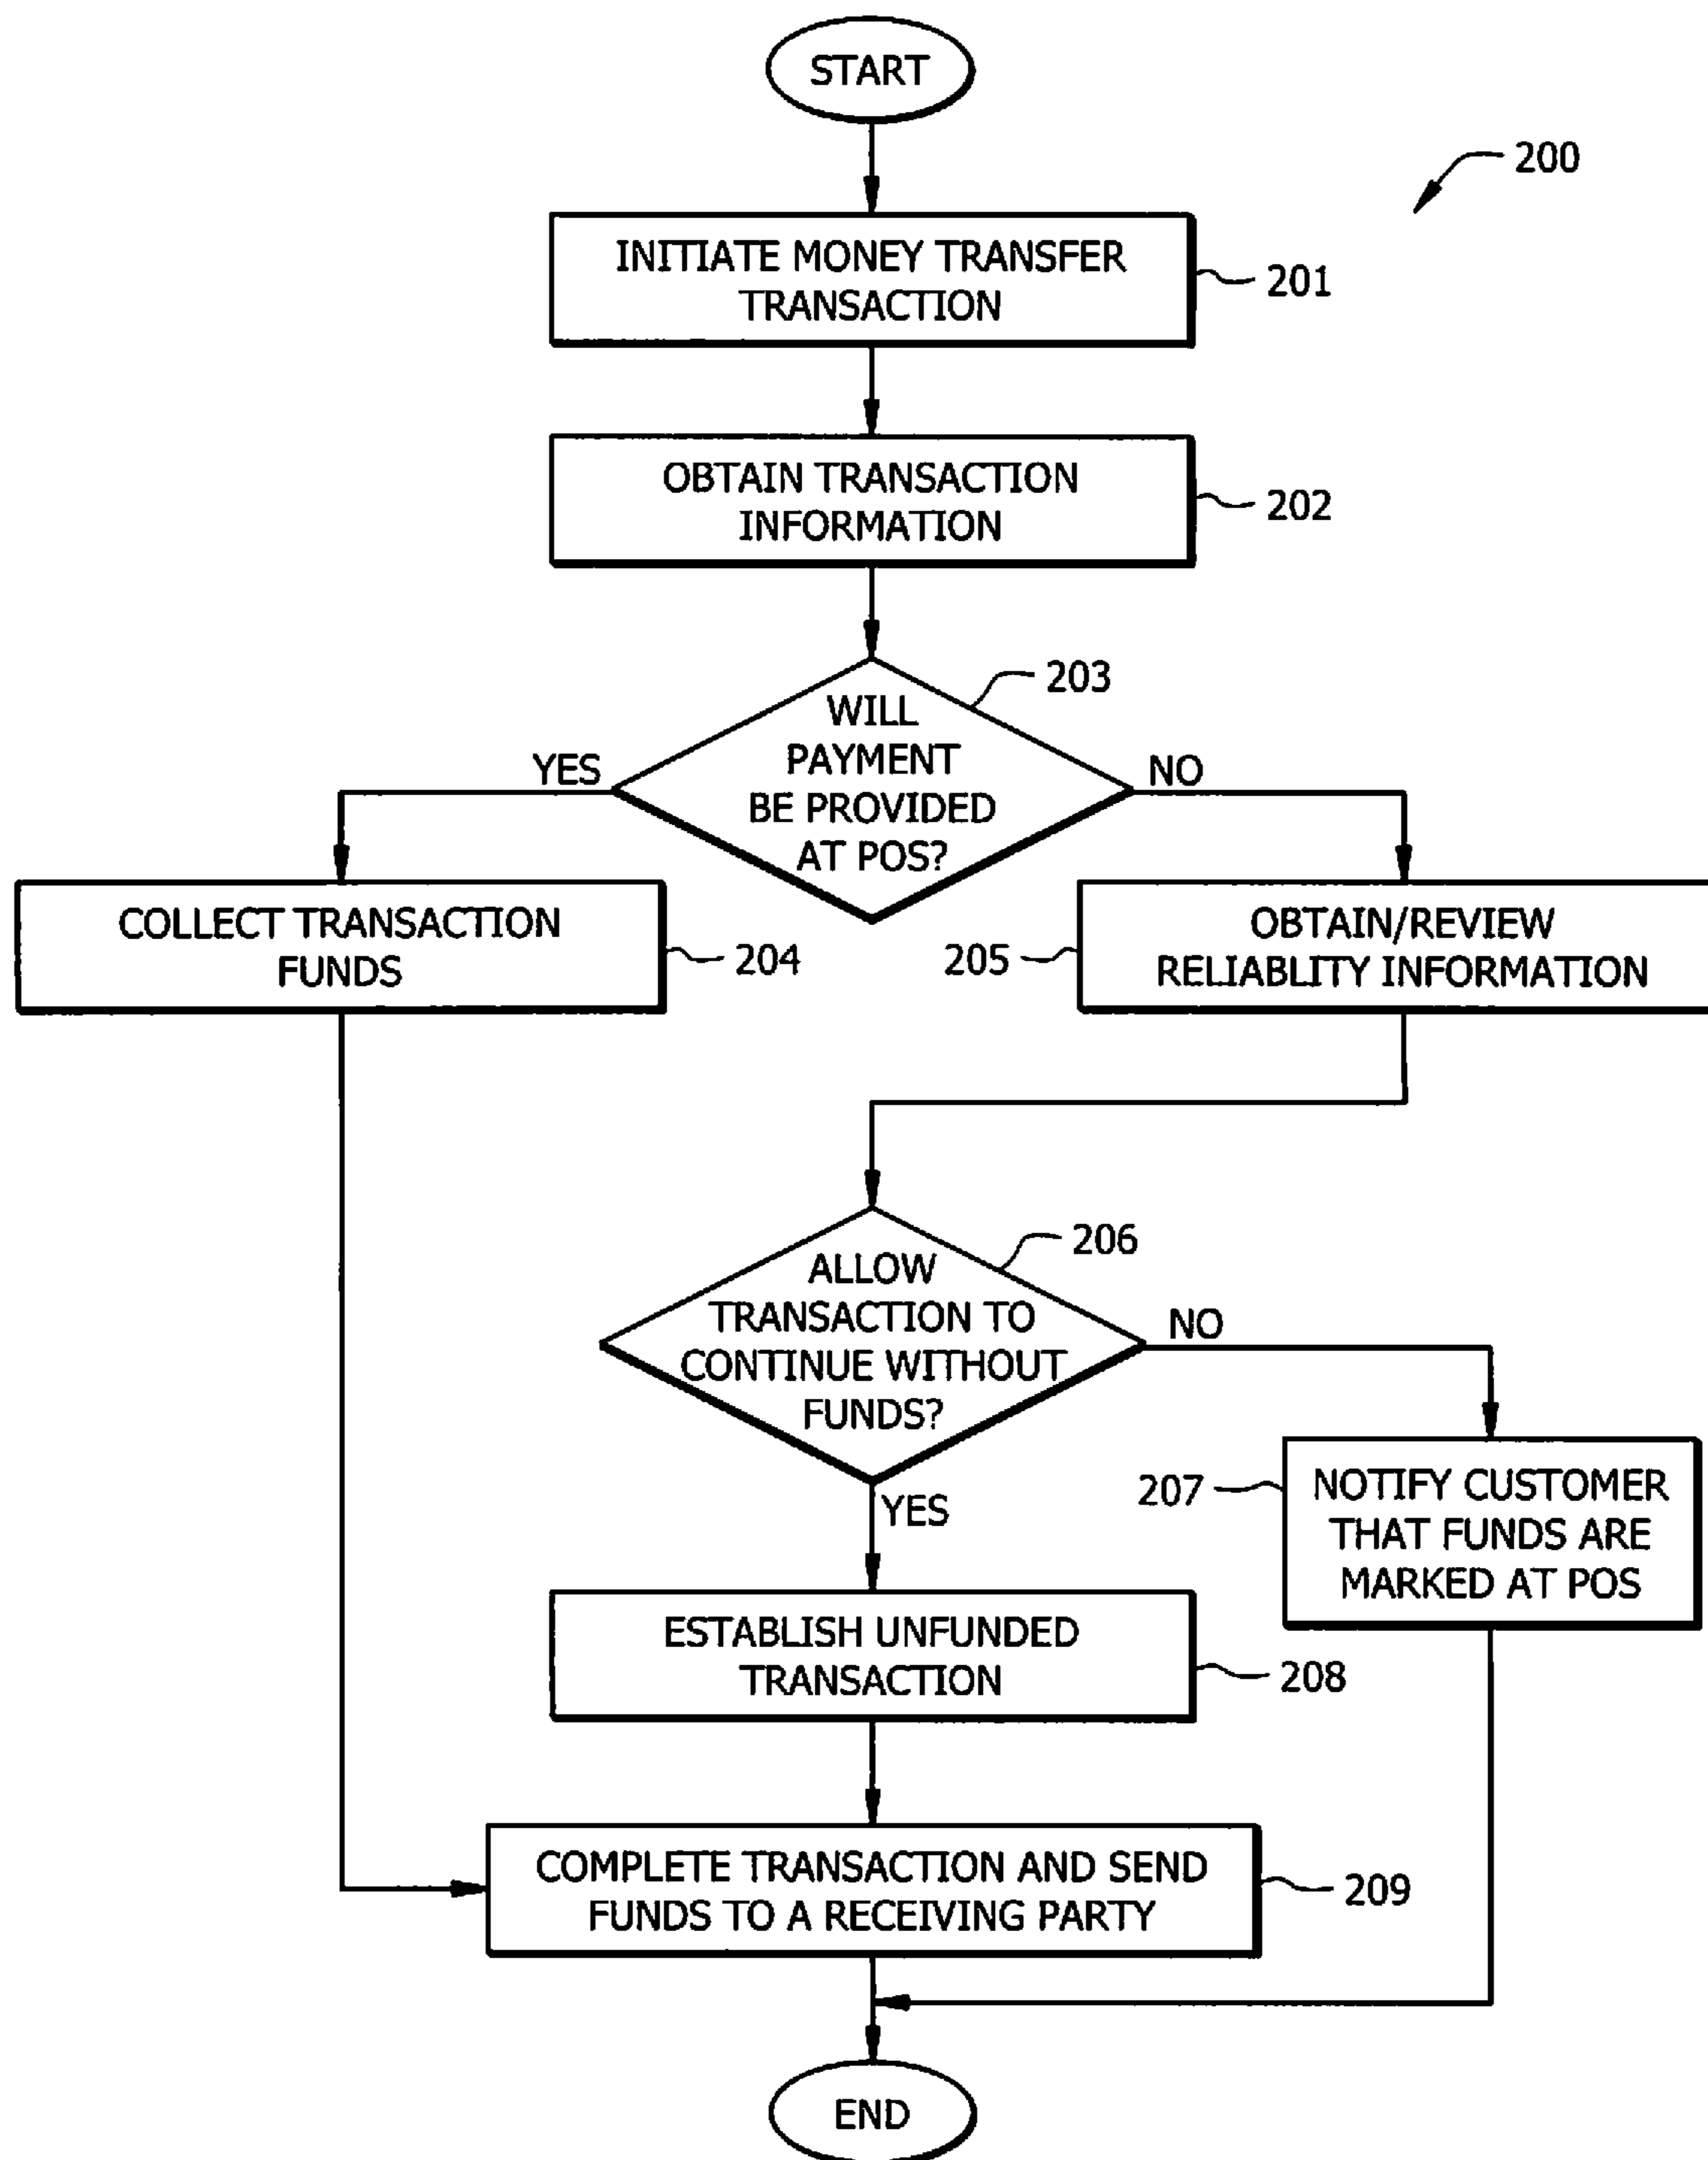 START
200
INITIATE MONEY TRANSFER
TRANSACTION
201
OBTAIN TRANSACTION
INFORMATION
202
203
WILL
PAYMENT
BE PROVIDED
AT POS?
YES
NO
COLLECT TRANSACTION
FUNDS
204
205
OBTAIN/REVIEW
RELIABLITY INFORMATION
206
ALLOW
TRANSACTION TO
CONTINUE WITHOUT
FUNDS?
NO
YES
207
NOTIFY CUSTOMER
THAT FUNDS ARE
MARKED AT POS
ESTABLISH UNFUNDED
TRANSACTION
208
COMPLETE TRANSACTION AND SEND
FUNDS TO A RECEIVING PARTY
209
END